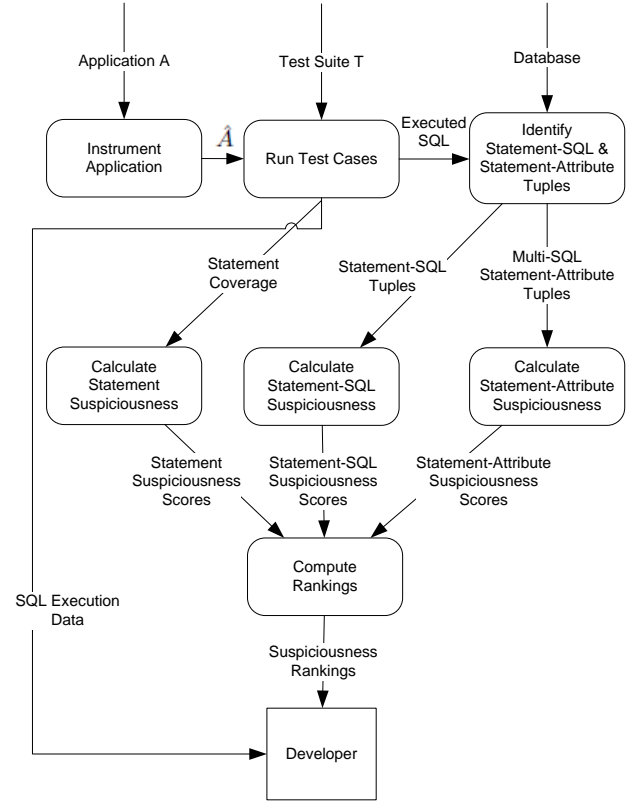 Application A
Test Suite T
Database
Instrument
Application
Â
Run Test Cases
Executed
SQL
Identify
Statement-SQL &
Statement-Attribute
Tuples
Statement
Coverage
Statement-SQL
Tuples
Multi-SQL
Statement-Attribute
Tuples
Calculate
Statement
Suspiciousness
Calculate
Statement-SQL
Suspiciousness
Calculate
Statement-Attribute
Suspiciousness
Statement
Suspiciousness
Scores
Statement-SQL
Suspiciousness
Scores
Statement-Attribute
Suspiciousness
Scores
Compute
Rankings
SQL Execution
Data
Suspiciousness
Rankings
Developer